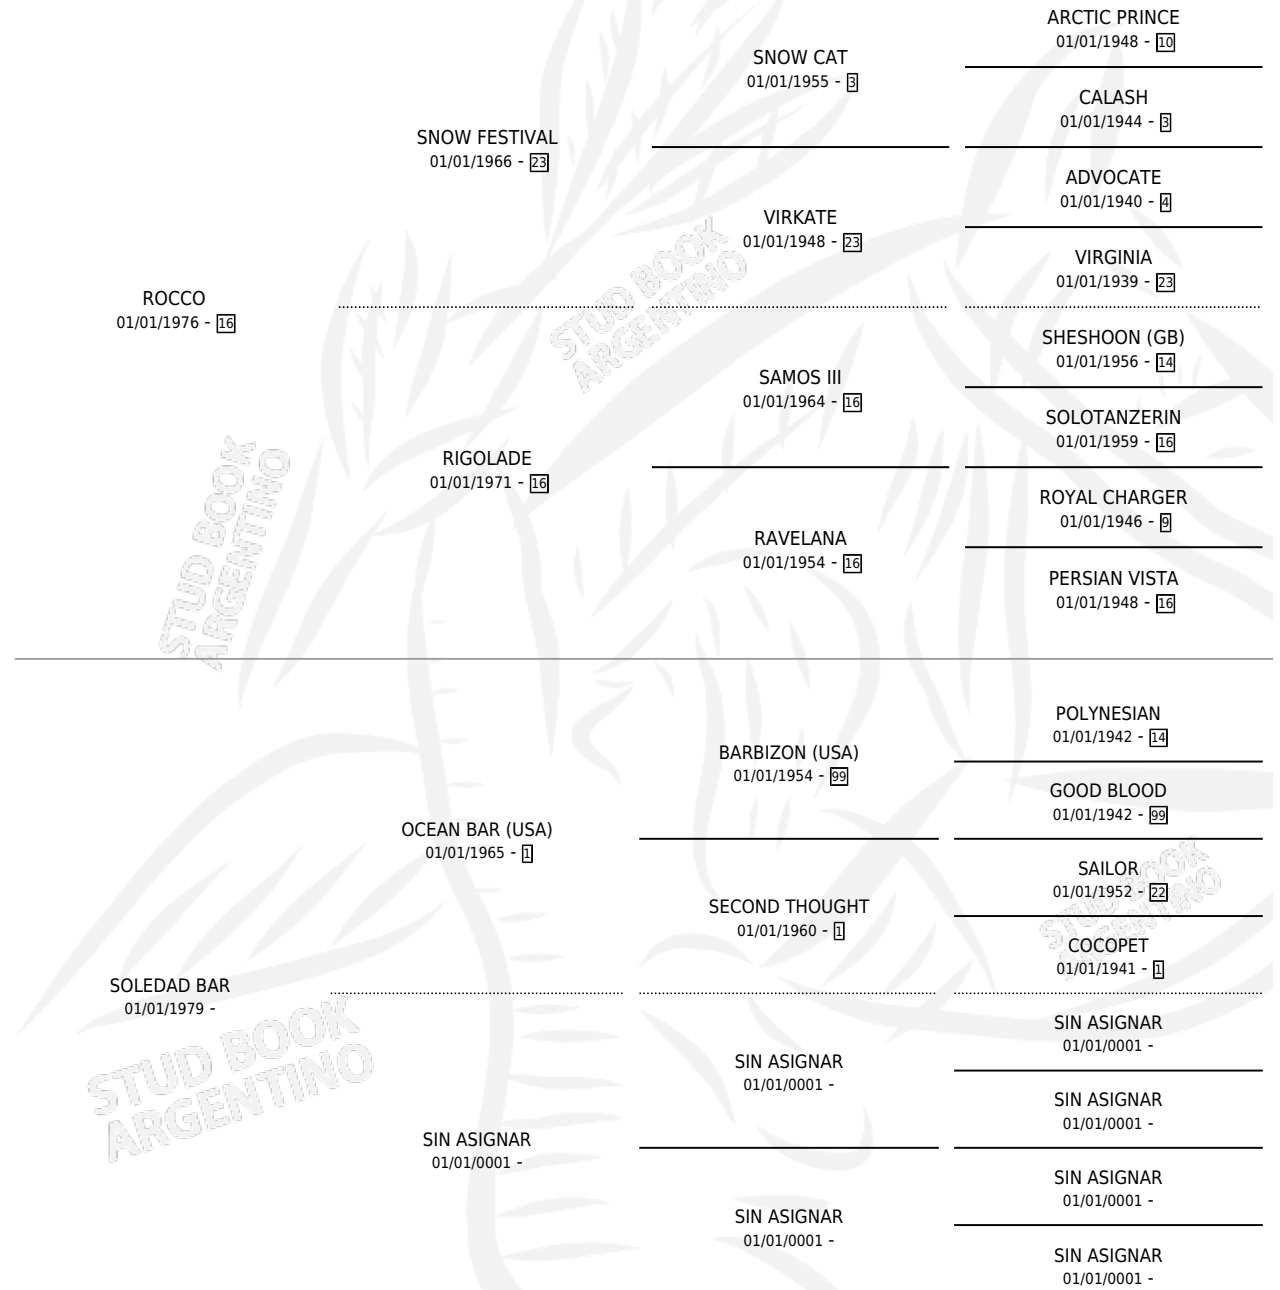 ARCTIC PRINCE
01/01/1948 - 10
SNOW CAT
01/01/1955 - 3
CALASH
01/01/1944 - 3
SNOW FESTIVAL
01/01/1966 - 23
ADVOCATE
01/01/1940 - 4
VIRKATE
01/01/1948 - 23
VIRGINIA
01/01/1939 - 23
ROCCO
01/01/1976 - 16
SHESHOON (GB)
01/01/1956 - 14
SAMOS III
01/01/1964 - 16
SOLOTANZERIN
01/01/1959 - 16
RIGOLADE
01/01/1971 - 16
ROYAL CHARGER
01/01/1946 - 9
RAVELANA
01/01/1954 - 16
PERSIAN VISTA
01/01/1948 - 16
STUD BOOK
ARGENTINO
STUD BOOK
ARGENTINO
POLYNESIAN
01/01/1942 - 14
BARBIZON (USA)
01/01/1954 - 99
GOOD BLOOD
01/01/1942 - 99
OCEAN BAR (USA)
01/01/1965 - 1
SAILOR
01/01/1952 - 22
SECOND THOUGHT
01/01/1960 - 1
COCOPET
01/01/1941 - 1
STUD BOOK
ARGENTINO
SOLEDAD BAR
01/01/1979 -
SIN ASIGNAR
01/01/0001 -
SIN ASIGNAR
01/01/0001 -
SIN ASIGNAR
01/01/0001 -
SIN ASIGNAR
01/01/0001 -
SIN ASIGNAR
01/01/0001 -
SIN ASIGNAR
01/01/0001 -
SIN ASIGNAR
01/01/0001 -
STUD BOOK
ARGENTINO